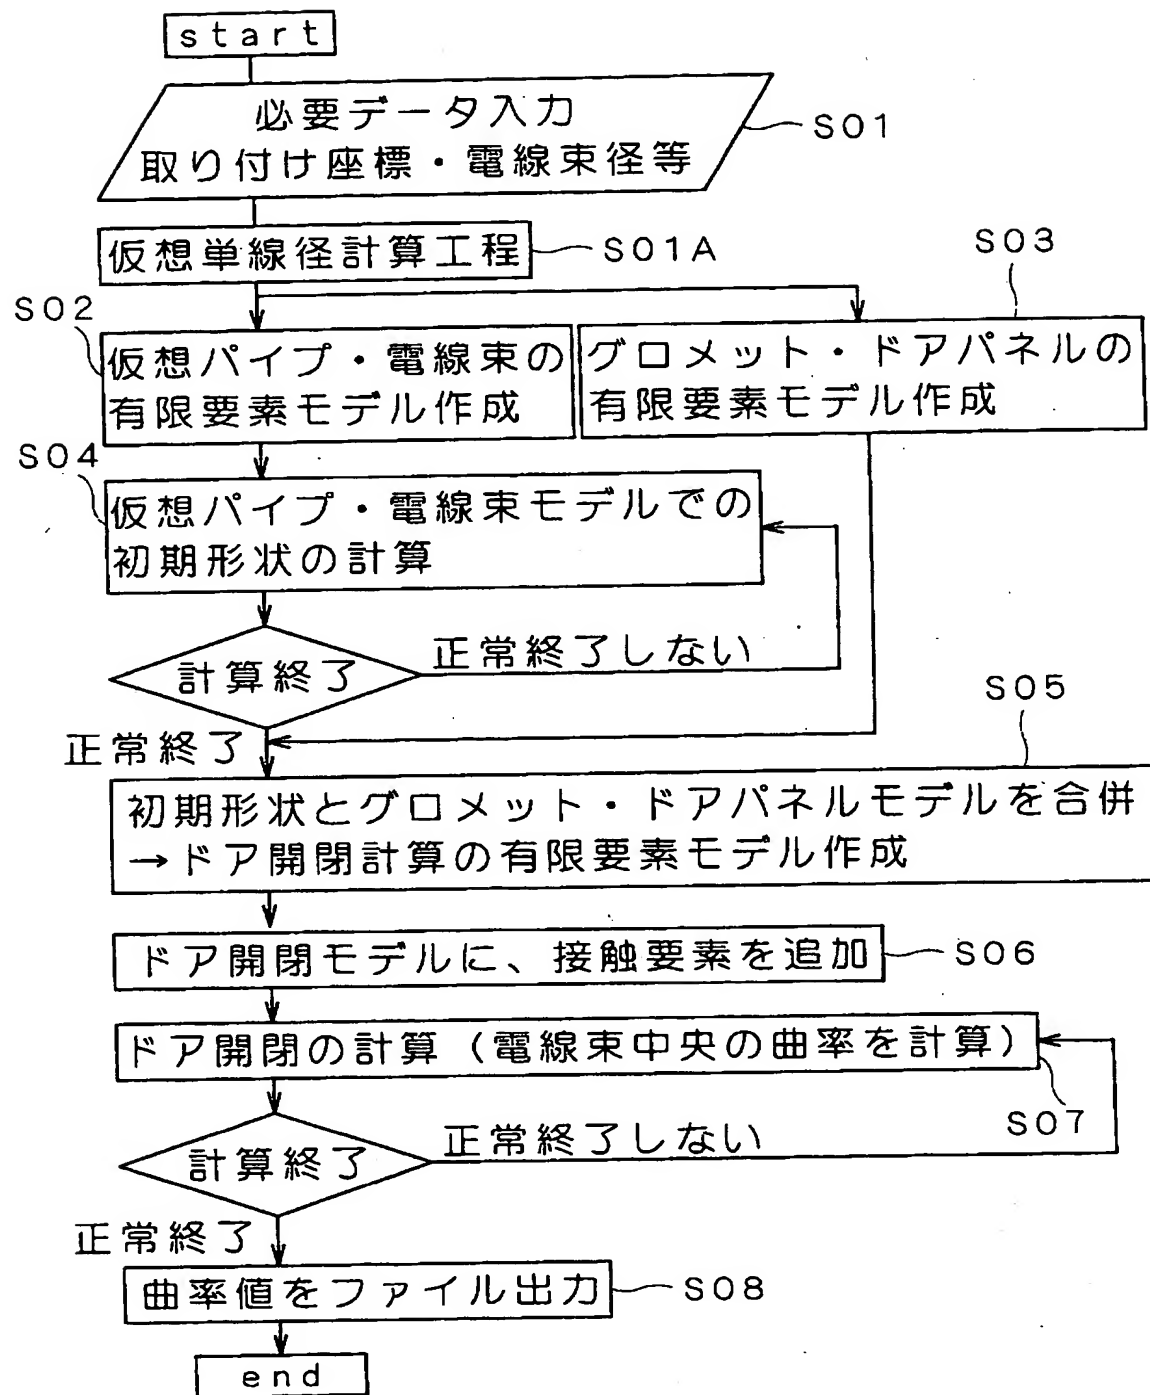 start
必要データ入力
取り付け座標・電線束径等
S01
仮想単線径計算工程
S01A
S03
S02
仮想パイプ・電線束の
有限要素モデル作成
グロメット・ドアパネルの
有限要素モデル作成
S04
仮想パイプ・電線束モデルでの
初期形状の計算
計算終了
正常終了しない
S05
正常終了
初期形状とグロメット・ドアパネルモデルを合併
→ドア開閉計算の有限要素モデル作成
ドア開閉モデルに、接触要素を追加
S06
ドア開閉の計算(電線束中央の曲率を計算)
S07
計算終了
正常終了しない
正常終了
曲率値をファイル出力
S08
end